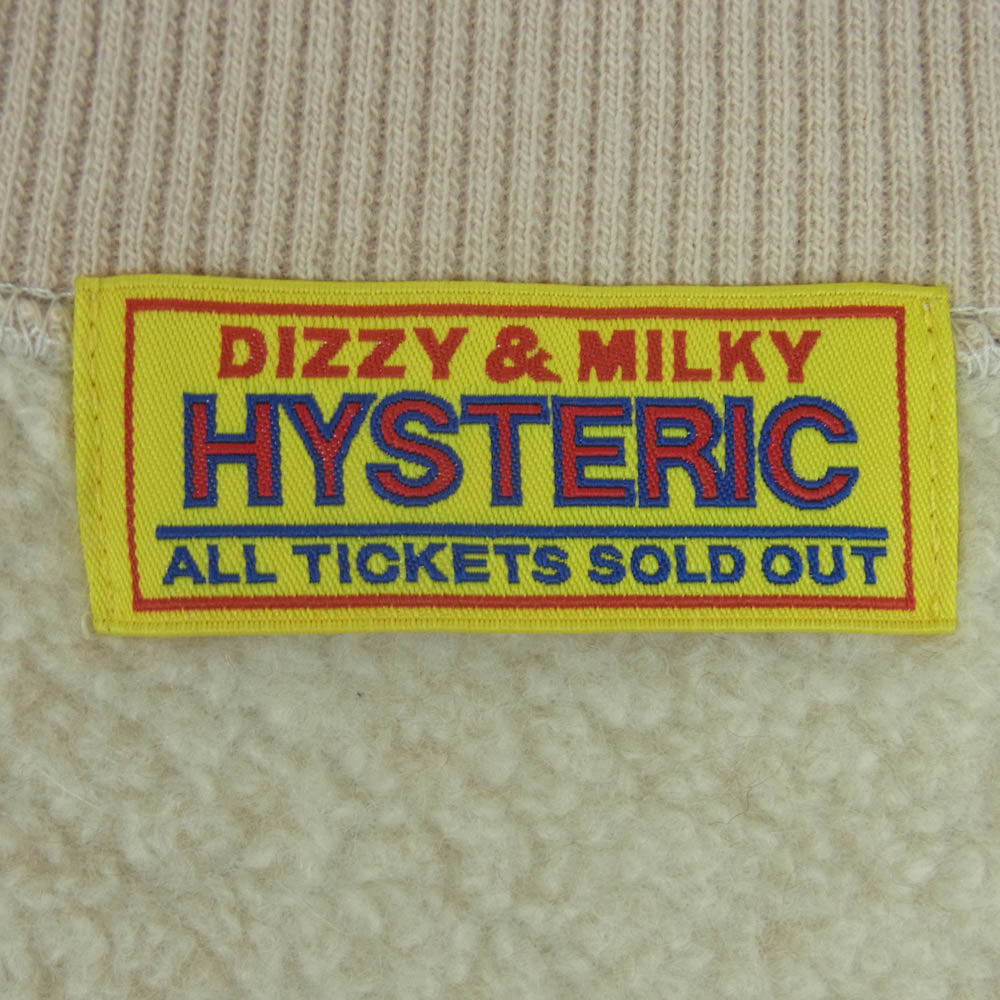 DIZZY & MILKY
HYSTERIC
ALL TICKETS SOLD OUT